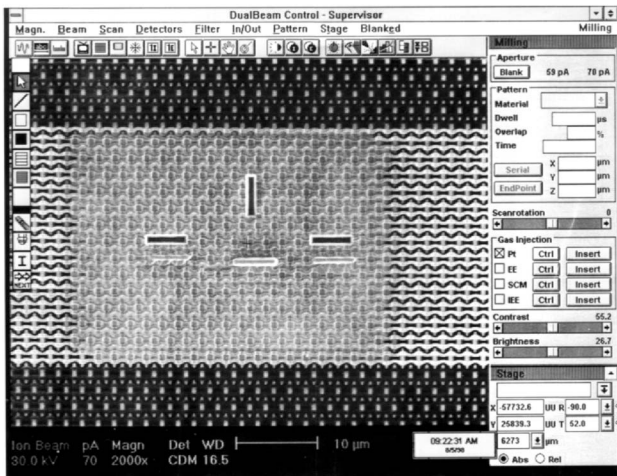 DualBeam Control - Supervisor
Magn. Beam Scan Detectors Filter In/Out Pattern Stage Blanked Milling
Milling
Aperture
Blank 59 pA 70 pA
Pattern
Material
Dwell µs
Overlap %
Time
Serial X µm
Y µm
EndPoint Z µm
Scanrotation 0
Gas Injection
Pt Ctrl Insert
EE Ctrl Insert
SCM Ctrl Insert
IEE Ctrl Insert
Contrast 55.2
Brightness 26.7
Stage
X -57732.6 UU R -90.0
Y 25839.3 UU T 52.0
6273 µm
Abs Rel
Ion Beam pA Magn Det WD 10 µm
30.0 kV 70 2000x CDM 16.5
09:22:31 AM